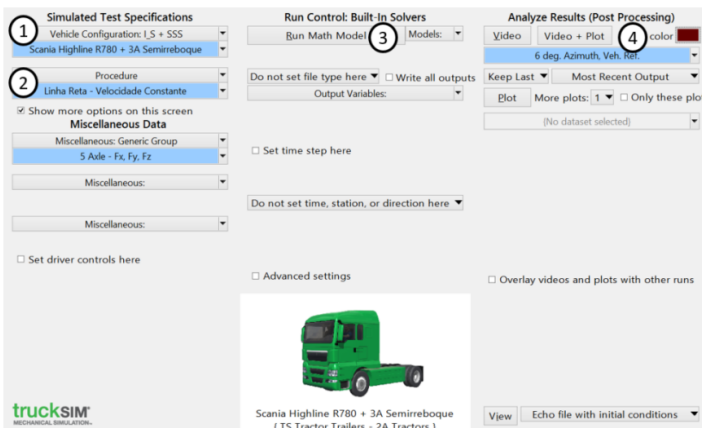 Simulated Test Specifications
1
Vehicle Configuration: I_S + SSS
Scania Highline R780 + 3A Semirreboque
2
Procedure
Linha Reta - Velocidade Constante
Show more options on this screen
Miscellaneous Data
Miscellaneous: Generic Group
5 Axle - Fx, Fy, Fz
Miscellaneous:
Miscellaneous:
Set driver controls here
truckSIM
MECHANICAL SIMULATION
Run Control: Built-In Solvers
Run Math Model
3
Models:
Do not set file type here
Write all outputs
Output Variables:
Set time step here
Do not set time, station, or direction here
Advanced settings
Scania Highline R780 + 3A Semirreboque
{ TS Tractor Trailers - 2A Tractors }
Analyze Results (Post Processing)
Video
Video + Plot
4
color
6 deg. Azimuth, Veh. Ref.
Keep Last
Most Recent Output
Plot
More plots: 1
Only these plo
(No dataset selected)
Overlay videos and plots with other runs
View
Echo file with initial conditions